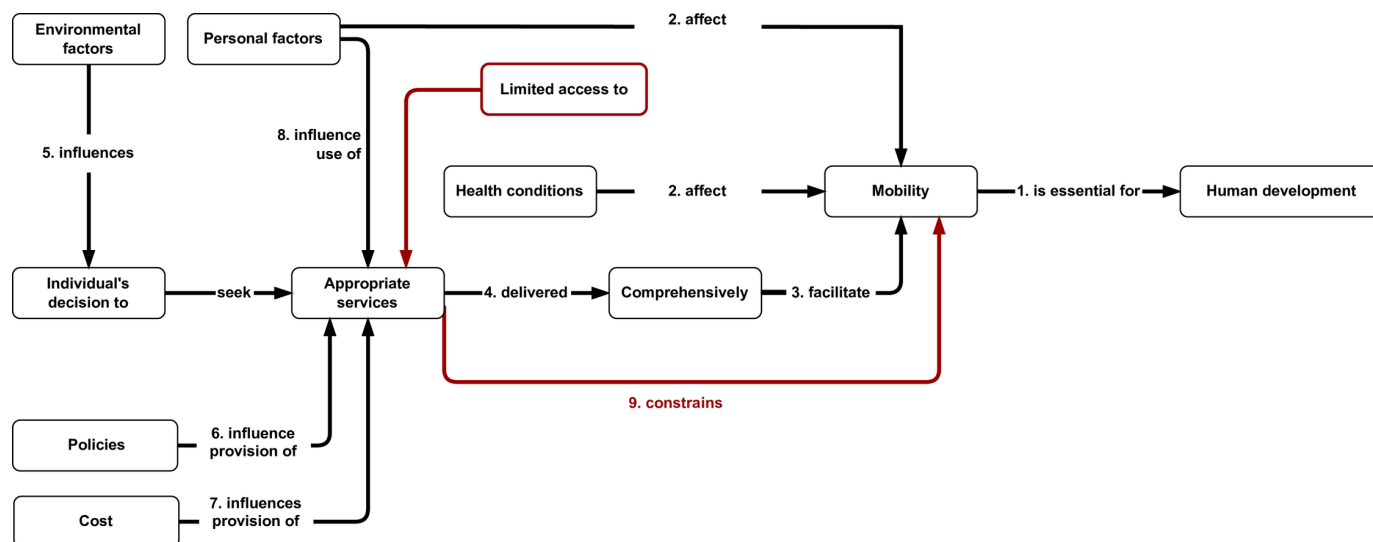 Environmental
factors
Personal factors
2. affect
Limited access to
5. influences
8. influence
use of
Health conditions
2. affect
Mobility
1. is essential for
Human development
Individual's
decision to
seek
Appropriate
services
4. delivered
Comprehensively
3. facilitate
9. constrains
Policies
6. influence
provision of
Cost
7. influences
provision of